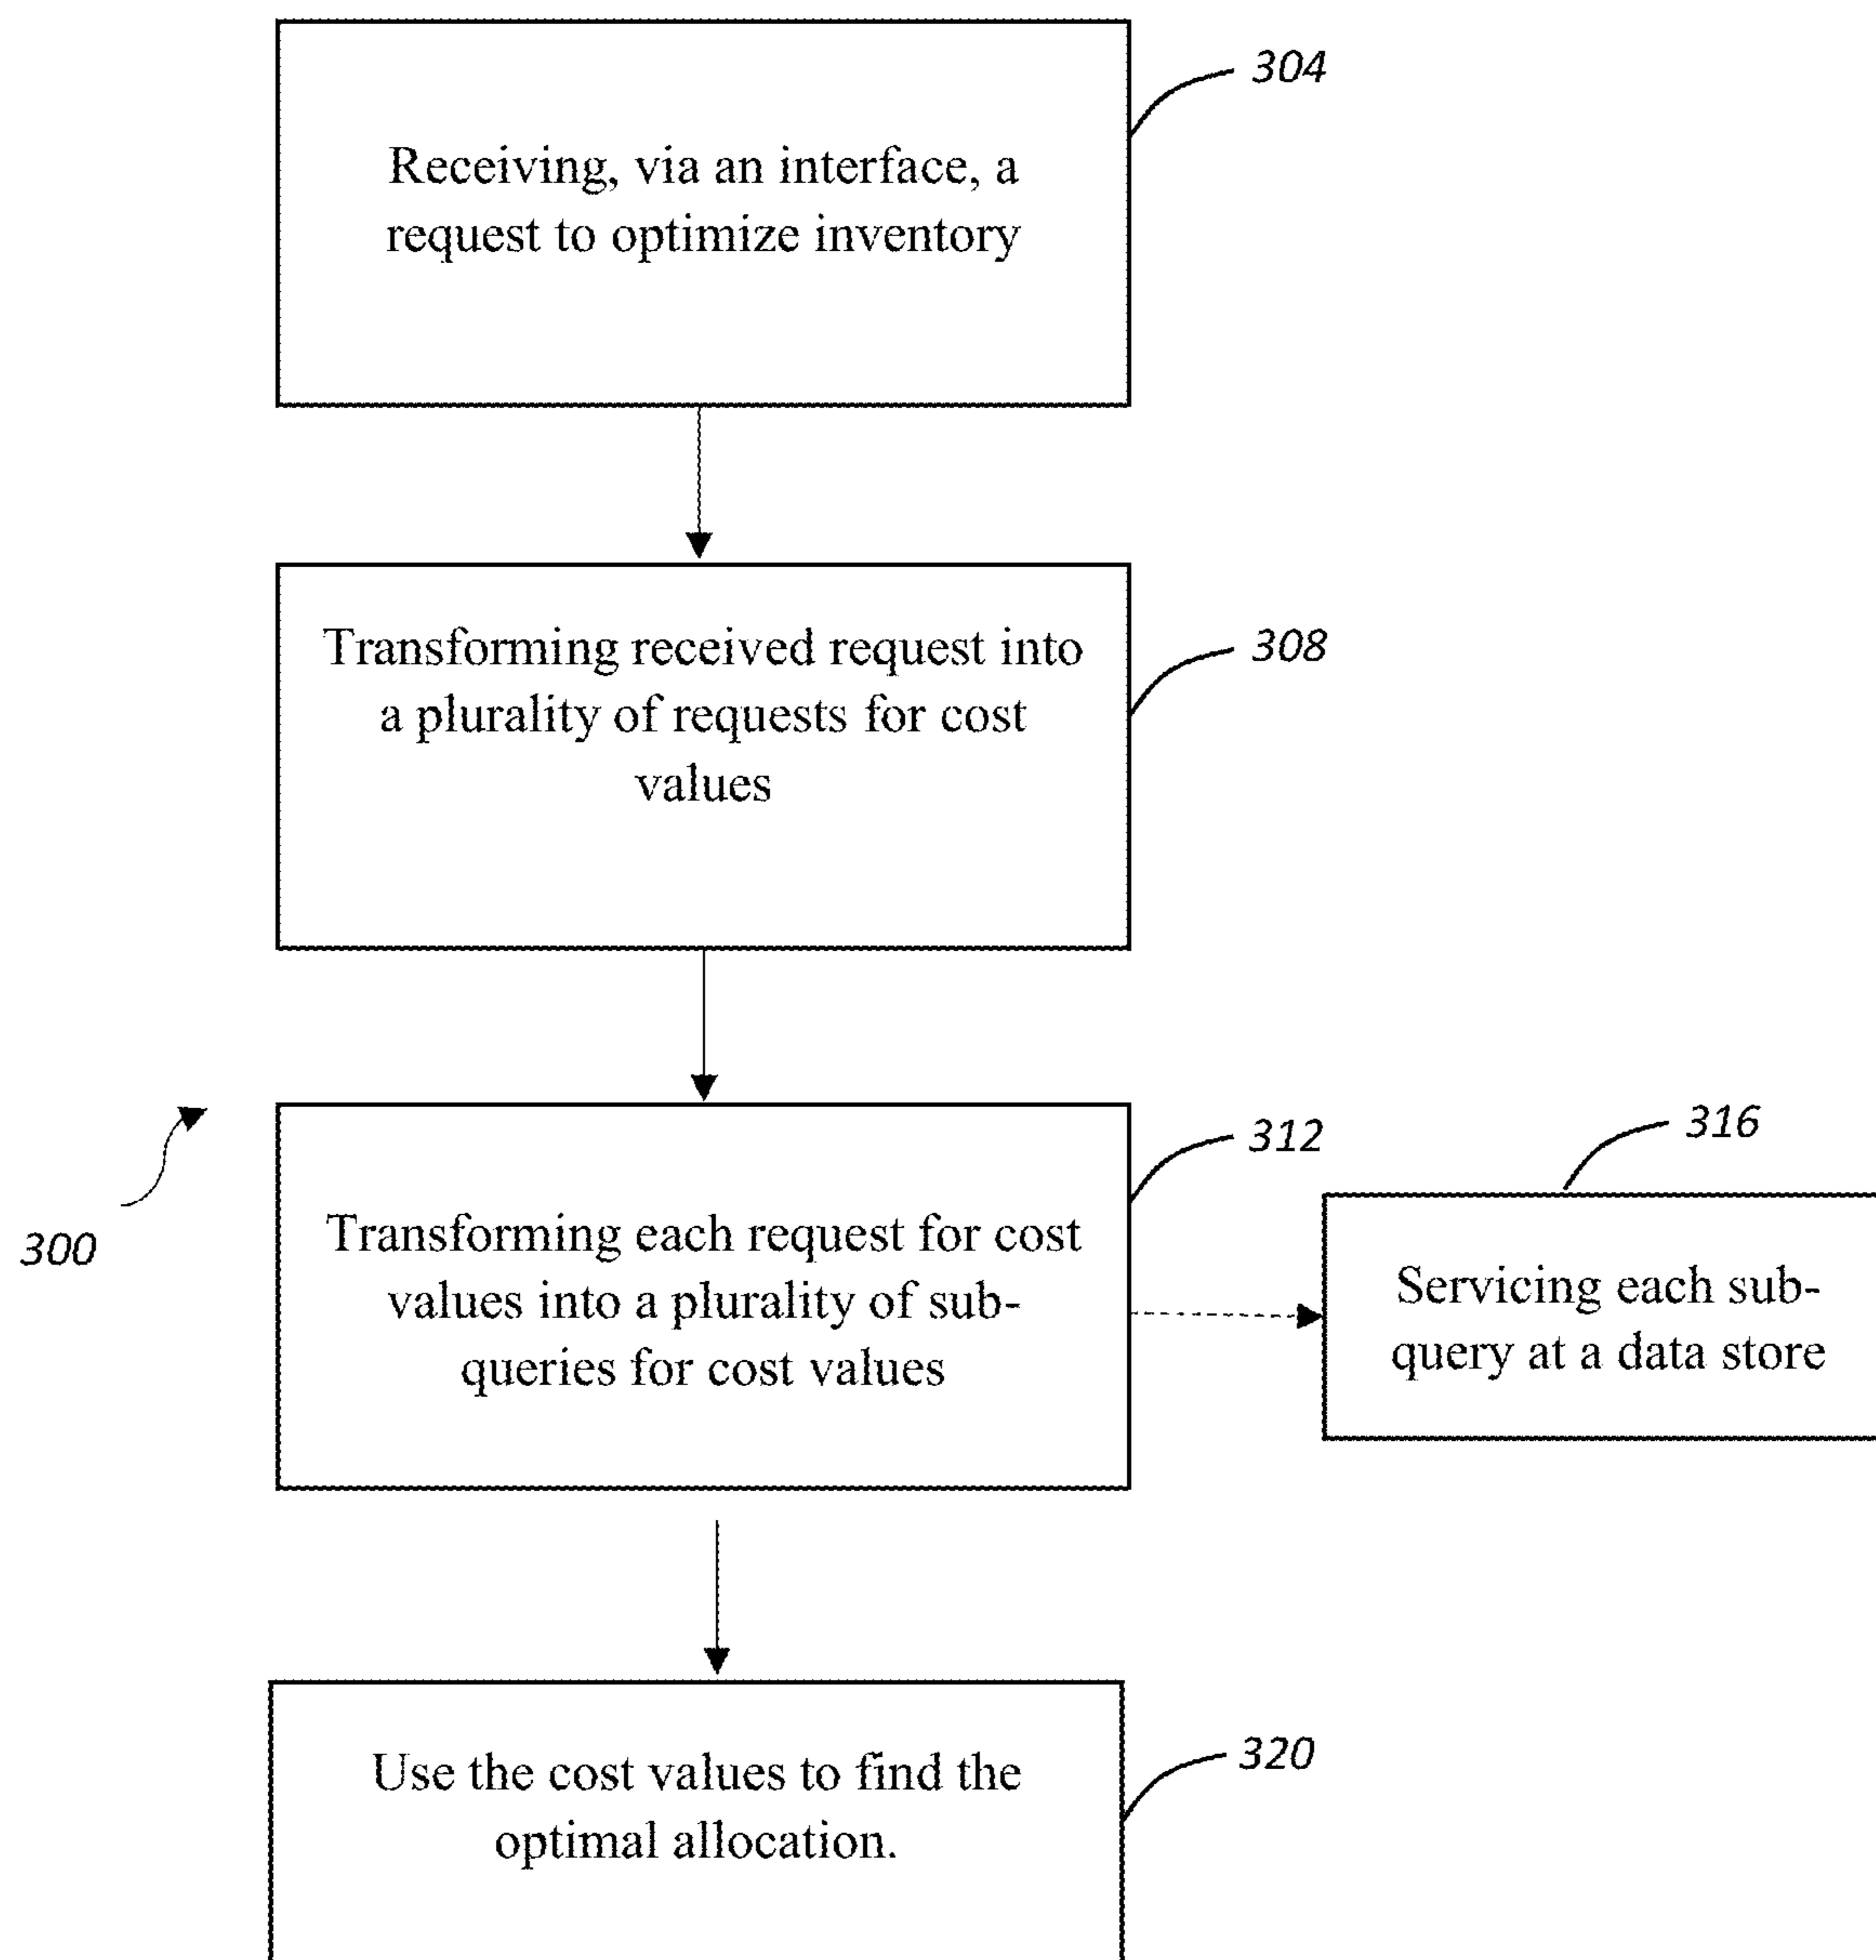 304
Receiving, via an interface, a
request to optimize inventory
308
Transforming received request into
a plurality of requests for cost
values
312
316
300
Transforming each request for cost
values into a plurality of sub-
queries for cost values
Servicing each sub-
query at a data store
320
Use the cost values to find the
optimal allocation.